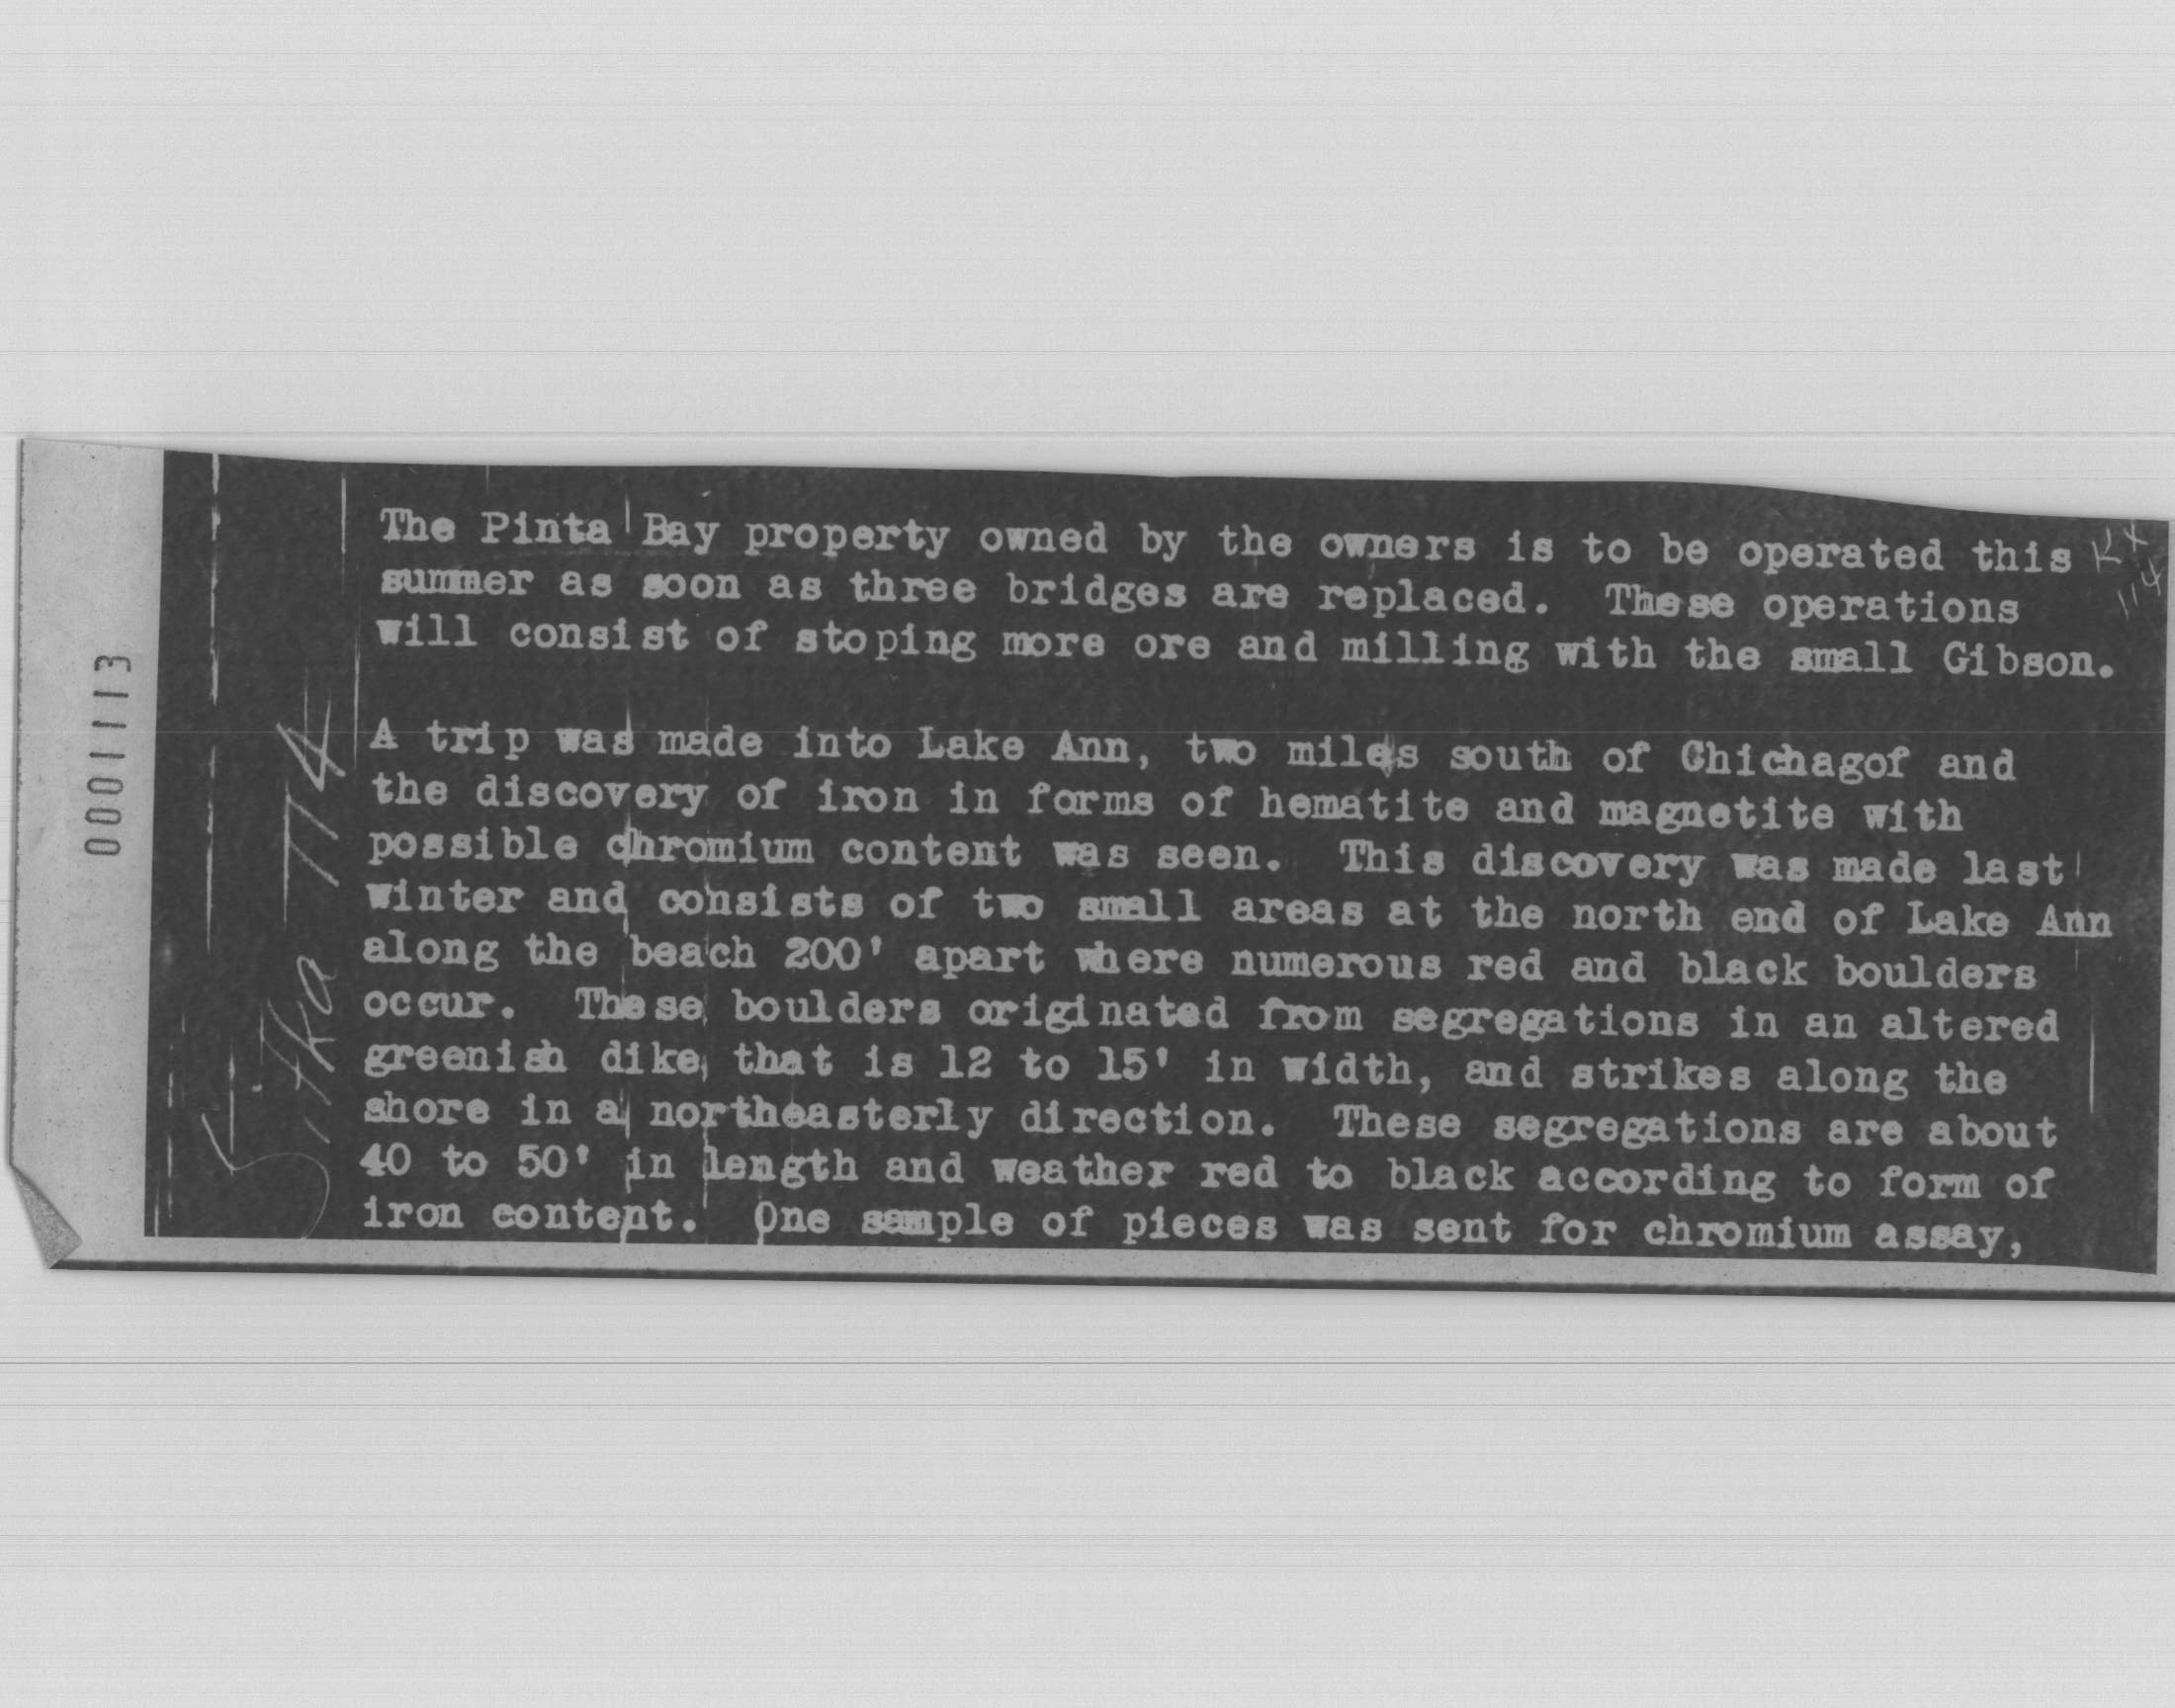 The Pinta Bay property owned by the owners is to be operated this
summer as soon as three bridges are replaced. These operations
will consist of stoping more ore and milling with the small Gibson.
A trip was made into Lake Ann, two miles south of Chichagof and
the discovery of iron in forms of hematite and magnetite with
possible chromium content was seen. This discovery was made last
winter and consists of two small areas at the north end of Lake Ann
along the beach 200' apart where numerous red and black boulders
occur. These boulders originated from segregations in an altered
greenish dike that is 12 to 15' in width, and strikes along the
shore in a northeasterly direction. These segregations are about
40 to 50' in length and weather red to black according to form of
iron content. One sample of pieces was sent for chromium assay,
0001113
Sitka 114
KX
114